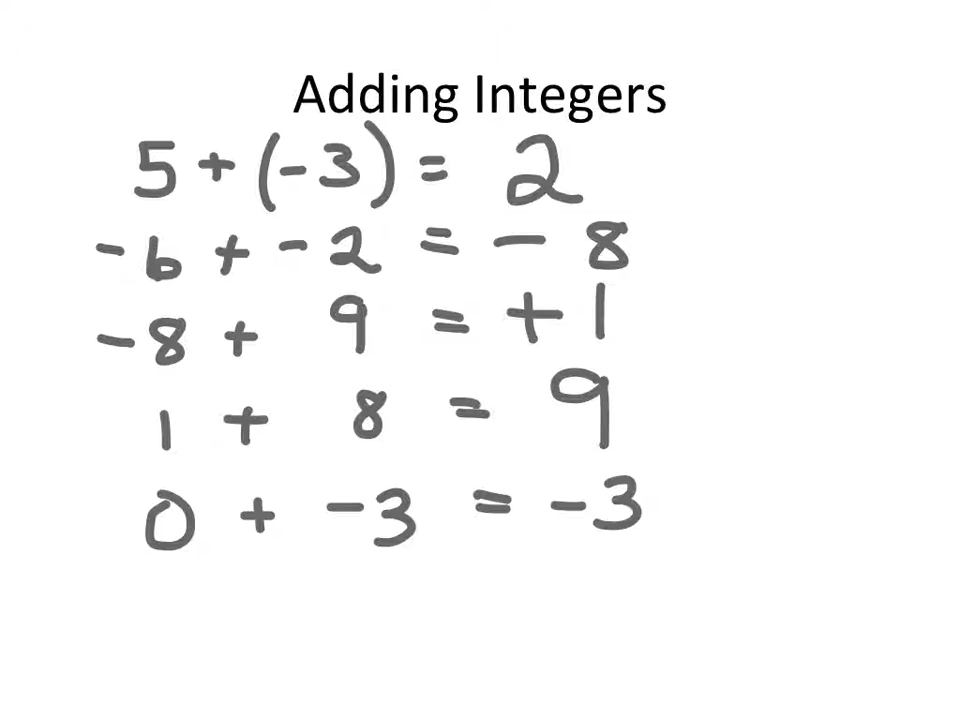 Adding Integers
5 + (-3) = 2
-6 + -2 = -8
-8 + 9 = +1
1 + 8 = 9
0 + -3 = -3